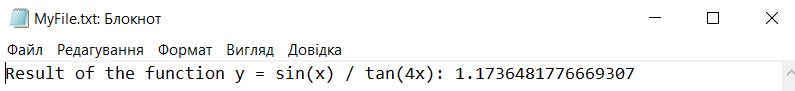 MyFile.txt: Блокнот
Файл Редагування Формат Вигляд Довідка
Result of the function y = sin(x) / tan(4x): 1.1736481776669307